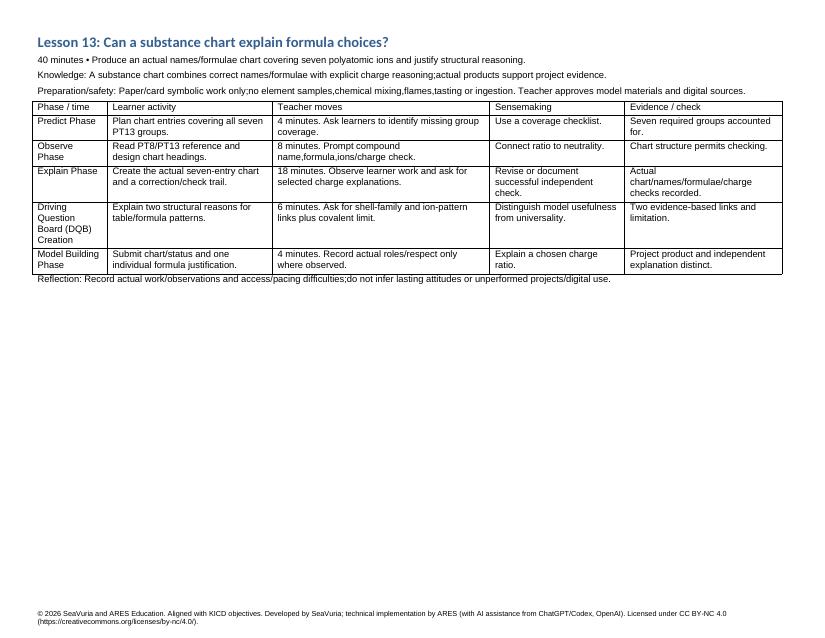 Lesson 13: Can a substance chart explain formula choices?
40 minutes • Produce an actual names/formulae chart covering seven polyatomic ions and justify structural reasoning.
Knowledge: A substance chart combines correct names/formulae with explicit charge reasoning;actual products support project evidence.
Preparation/safety: Paper/card symbolic work only;no element samples,chemical mixing,flames,tasting or ingestion. Teacher approves model materials and digital sources.
Phase / time
Learner activity
Teacher moves
Sensemaking
Evidence / check
Predict Phase
Plan chart entries covering all seven
PT13 groups.
4 minutes. Ask learners to identify missing group
coverage.
Use a coverage checklist.
Seven required groups accounted
for.
Observe
Phase
Read PT8/PT13 reference and
design chart headings.
8 minutes. Prompt compound
name,formula,ions/charge check.
Connect ratio to neutrality.
Chart structure permits checking.
Explain Phase
Create the actual seven-entry chart
and a correction/check trail.
18 minutes. Observe learner work and ask for
selected charge explanations.
Revise or document
successful independent
check.
Actual
chart/names/formulae/charge
checks recorded.
Driving
Question
Board (DQB)
Creation
Explain two structural reasons for
table/formula patterns.
6 minutes. Ask for shell-family and ion-pattern
links plus covalent limit.
Distinguish model usefulness
from universality.
Two evidence-based links and
limitation.
Model Building
Phase
Submit chart/status and one
individual formula justification.
4 minutes. Record actual roles/respect only
where observed.
Explain a chosen charge
ratio.
Project product and independent
explanation distinct.
Reflection: Record actual work/observations and access/pacing difficulties;do not infer lasting attitudes or unperformed projects/digital use.
© 2026 SeaVuria and ARES Education. Aligned with KICD objectives. Developed by SeaVuria; technical implementation by ARES (with AI assistance from ChatGPT/Codex, OpenAI). Licensed under CC BY-NC 4.0
(https://creativecommons.org/licenses/by-nc/4.0/).